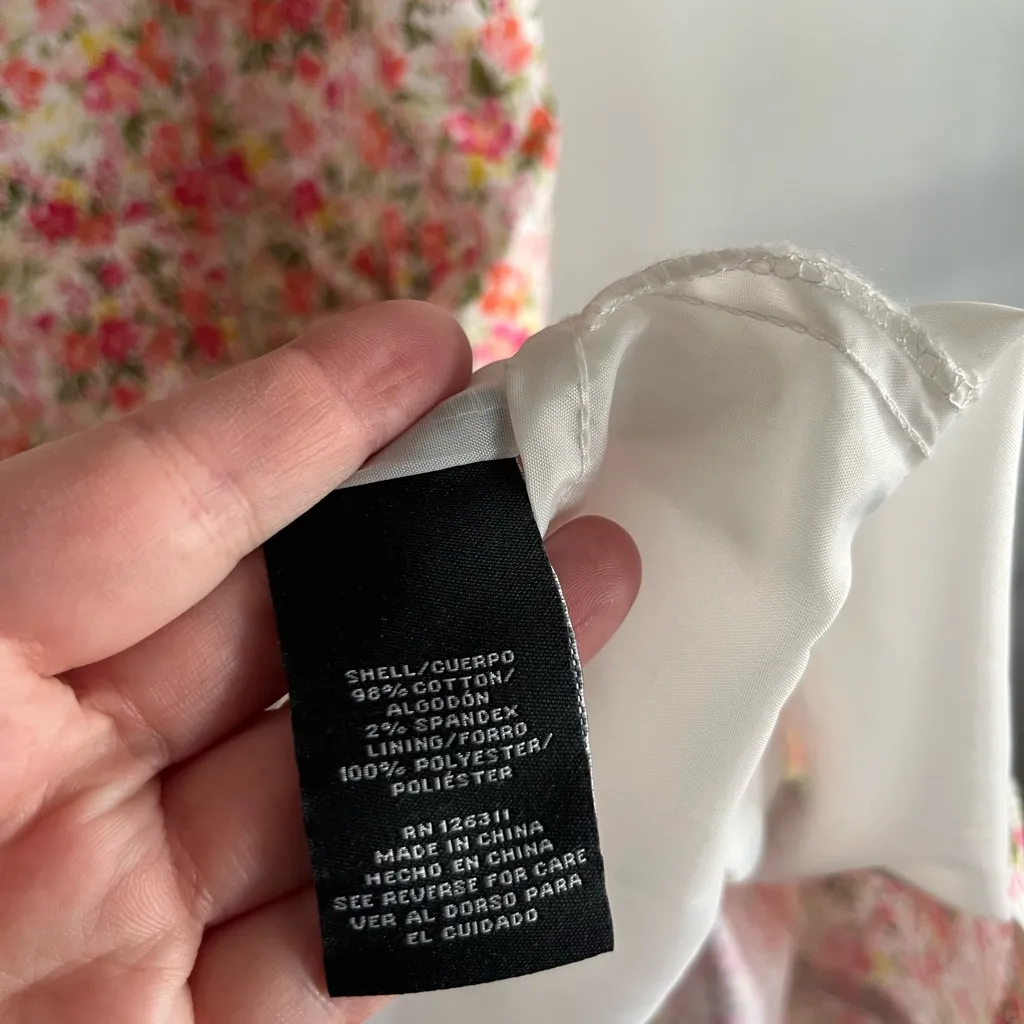 SHELL/CUERPO
98% COTTON/
ALGODÓN
2% SPANDEX
LINING/FORRO
100% POLYESTER/
POLIÉSTER
RN 126311
MADE IN CHINA
HECHO EN CHINA
SEE REVERSE FOR CARE
VER AL DORSO PARA
EL CUIDADO